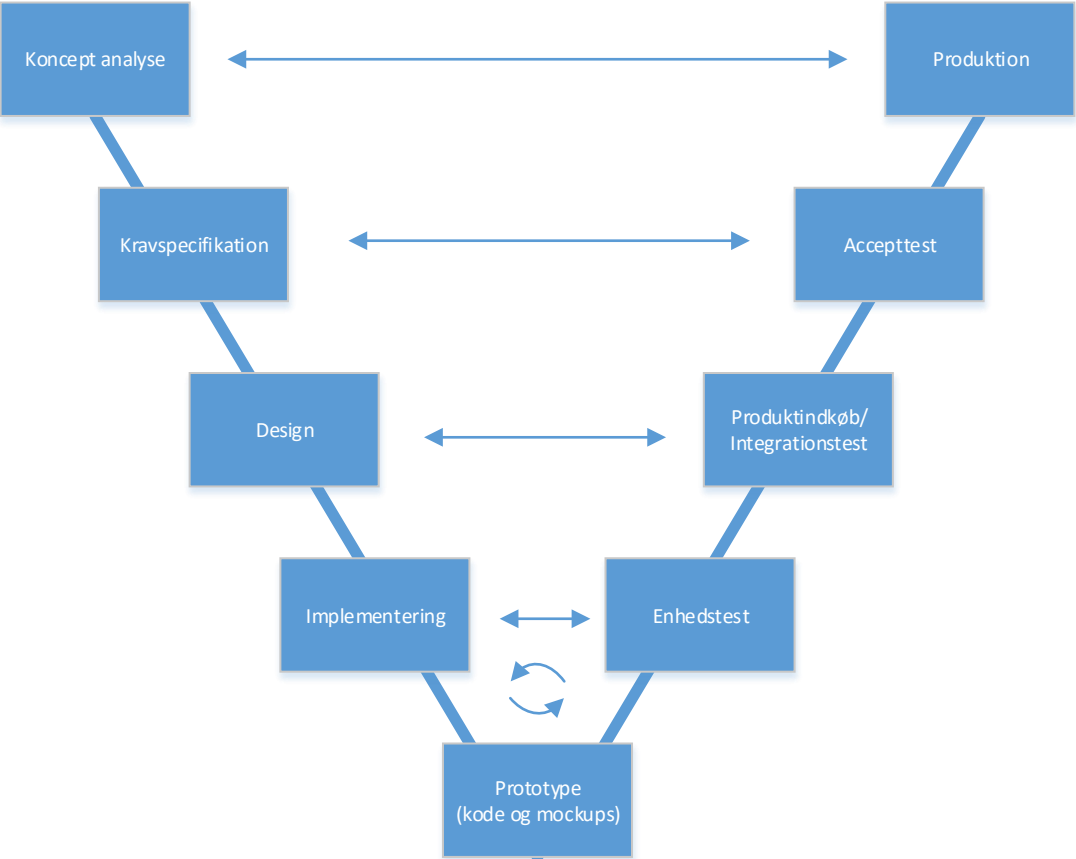 Koncept analyse
Produktion
Kravspecifikation
Accepttest
Design
Produktindkøb/
Integrationstest
Implementering
Enhedstest
Prototype
(kode og mockups)